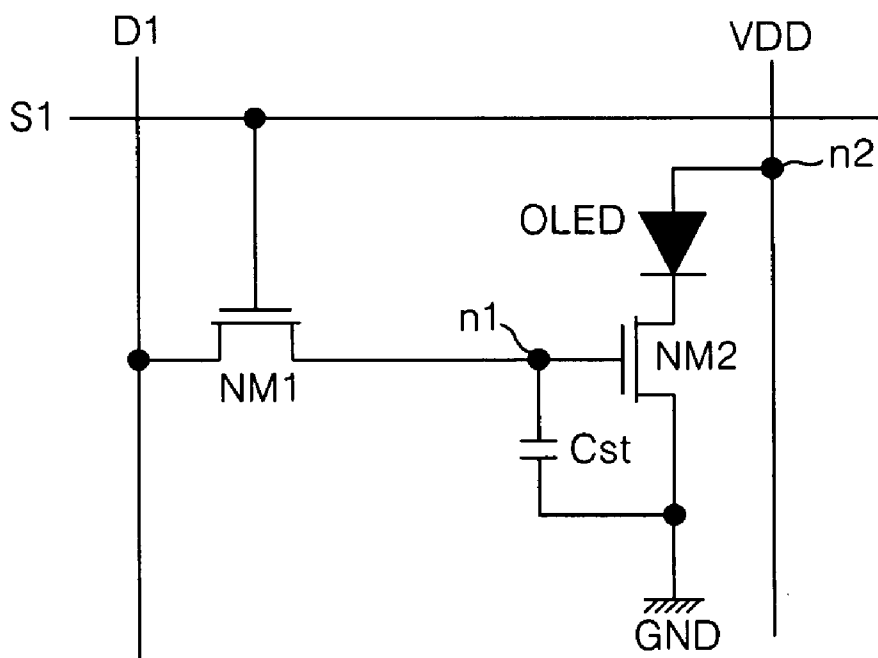 D1
VDD
S1
n2
OLED
n1
NM2
NM1
Cst
GND